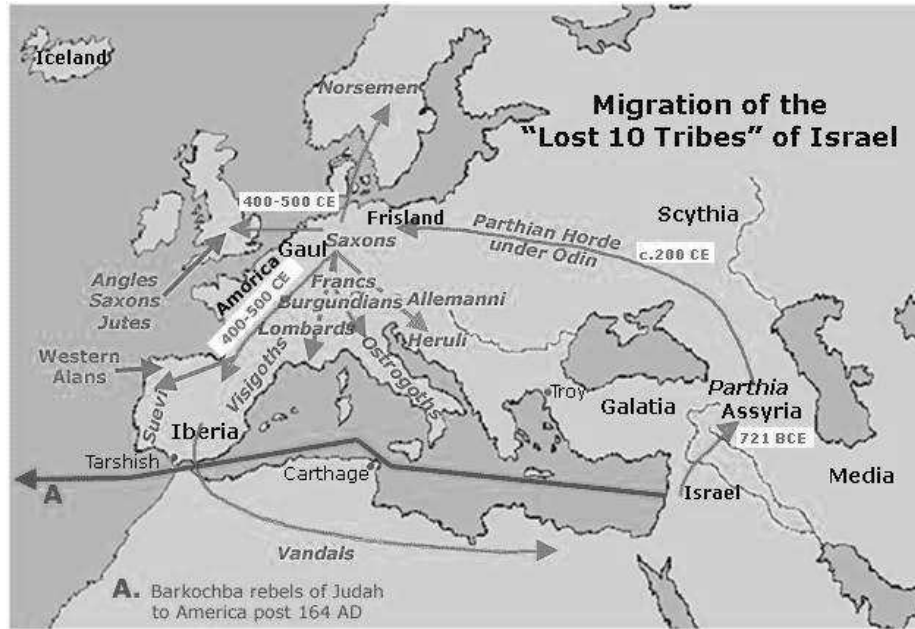 Iceland
Norsemen
Migration of the
"Lost 10 Tribes" of Israel
400-500 CE
Frisland
Scythia
Parthian Horde
under Odin
c.200 CE
Gaul
Saxons
Amorica
400-500 CE
Angles
Saxons
Jutes
Francs
Burgundians
Allemanni
Lombards
Heruli
Western
Alans
Visigoths
Ostrogoths
Suevi
Troy
Parthia
Galatia
Assyria
Iberia
721 BCE
Tarshish
Carthage
Media
Israel
A
Vandals
A. Barkochba rebels of Judah
to America post 164 AD